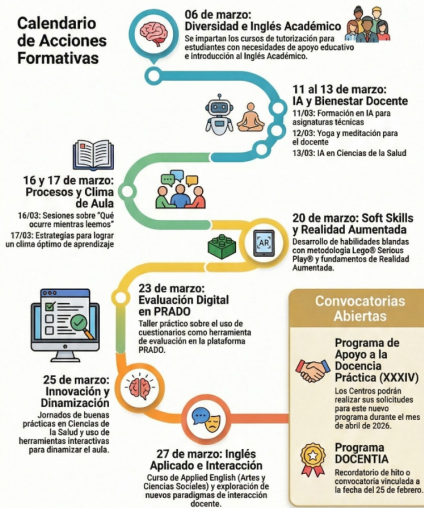 Calendario
de Acciones
Formativas
06 de marzo:
Diversidad e Inglés Académico
Se impartan los cursos de tutorización para
estudiantes con necesidades de apoyo educativo
e introducción al Inglés Académico.
11 al 13 de marzo:
IA y Bienestar Docente
11/03: Formación en IA para
asignaturas técnicas
12/03: Yoga y meditación para
el docente
13/03: IA en Ciencias de la Salud
16 y 17 de marzo:
Procesos y Clima
de Aula
16/03: Sesiones sobre "Qué
ocurre mientras leemos"
17/03: Estrategias para lograr
un clima óptimo de aprendizaje
20 de marzo: Soft Skills
y Realidad Aumentada
Desarrollo de habilidades blandas
con metodología Lego® Serious
Play® y fundamentos de Realidad
Aumentada.
AR
23 de marzo:
Evaluación Digital
en PRADO
Taller práctico sobre el uso de
cuestionarios como herramienta
de evaluación en la plataforma
PRADO.
25 de marzo:
Innovación y
Dinamización
Jornados de buenas
prácticas en Ciencias de
la Salud y uso de
herramientas interactivas
para dinamizar el aula.
27 de marzo: Inglés
Aplicado e Interacción
Curso de Applied English (Artes y
Ciencias Sociales) y exploración de
nuevos paradigmas de interacción
docente.
Convocatorias
Abiertas
Programa de
Apoyo a la
Docencia
Práctica (XXXIV)
Los Centros podrán
realizar sus solicitudes
para este nuevo
programa durante el mes
de abril de 2026.
Programa
DOCENTIA
Recordatorio de hito o
convocatoria vinculada a
la fecha del 25 de febrero.